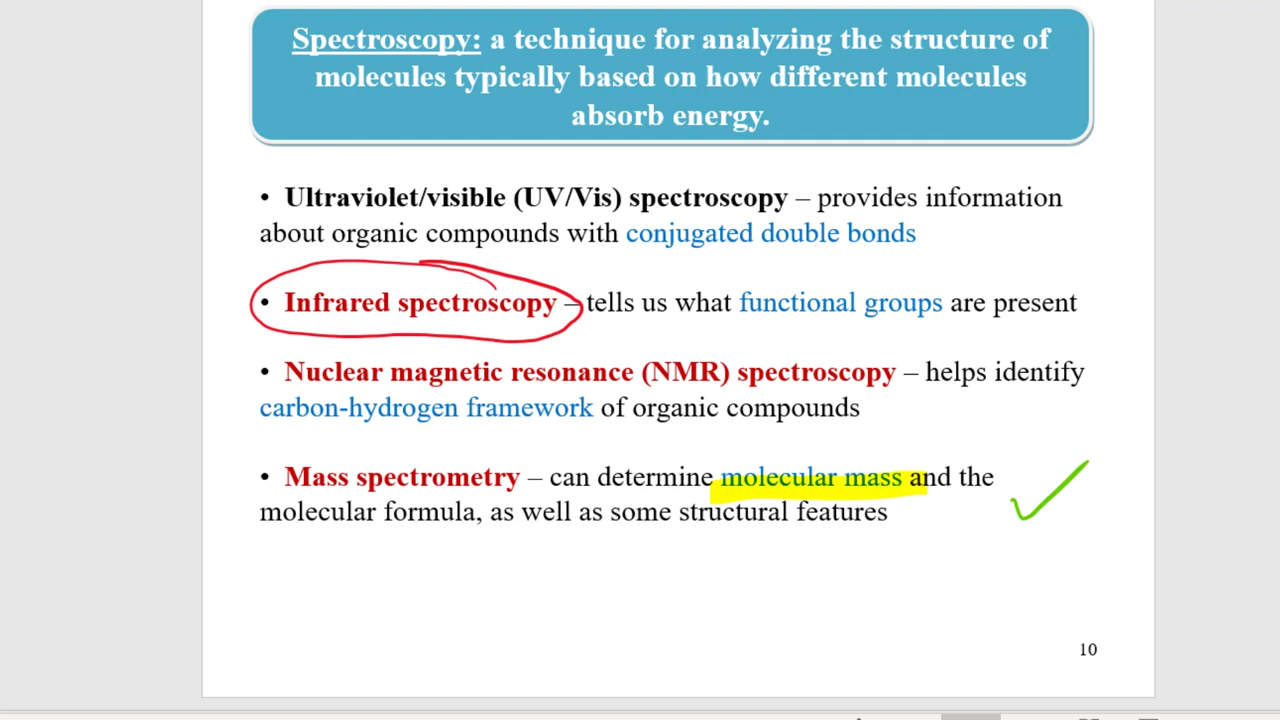 Spectroscopy: a technique for analyzing the structure of
molecules typically based on how different molecules
absorb energy.
• Ultraviolet/visible (UV/Vis) spectroscopy – provides information
about organic compounds with conjugated double bonds
• Infrared spectroscopy – tells us what functional groups are present
• Nuclear magnetic resonance (NMR) spectroscopy – helps identify
carbon-hydrogen framework of organic compounds
• Mass spectrometry – can determine molecular mass and the
molecular formula, as well as some structural features
10